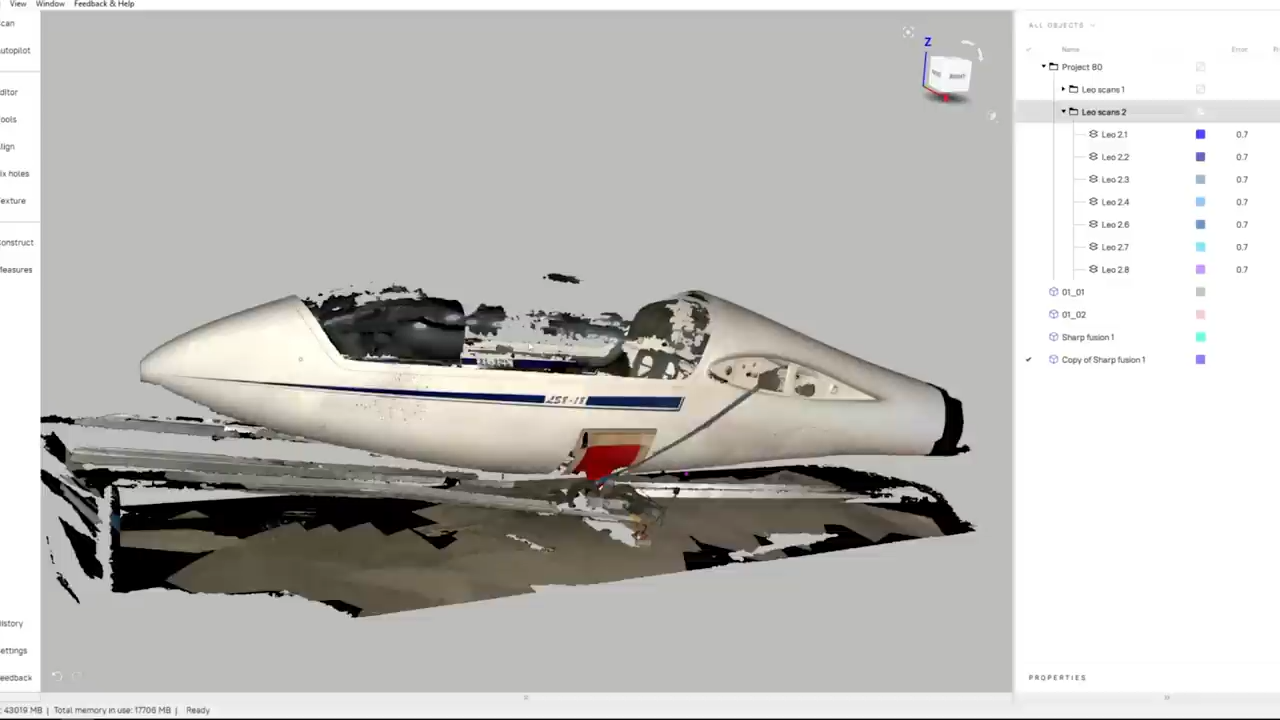 View Window Feedback & Help
can
utopilot
ditor
ools
lign
ix holes
exture
onstruct
easures
istory
ettings
eedback
Z
RIGHT
ASK-18
ALL OBJECTS
Name Error
Project 80
Leo scans 1
Leo scans 2
Leo 2.1 0.7
Leo 2.2 0.7
Leo 2.3 0.7
Leo 2.4 0.7
Leo 2.6 0.7
Leo 2.7 0.7
Leo 2.8 0.7
01_01
01_02
Sharp fusion 1
Copy of Sharp fusion 1
PROPERTIES
: 43019 MB | Total memory in use: 17706 MB | Ready